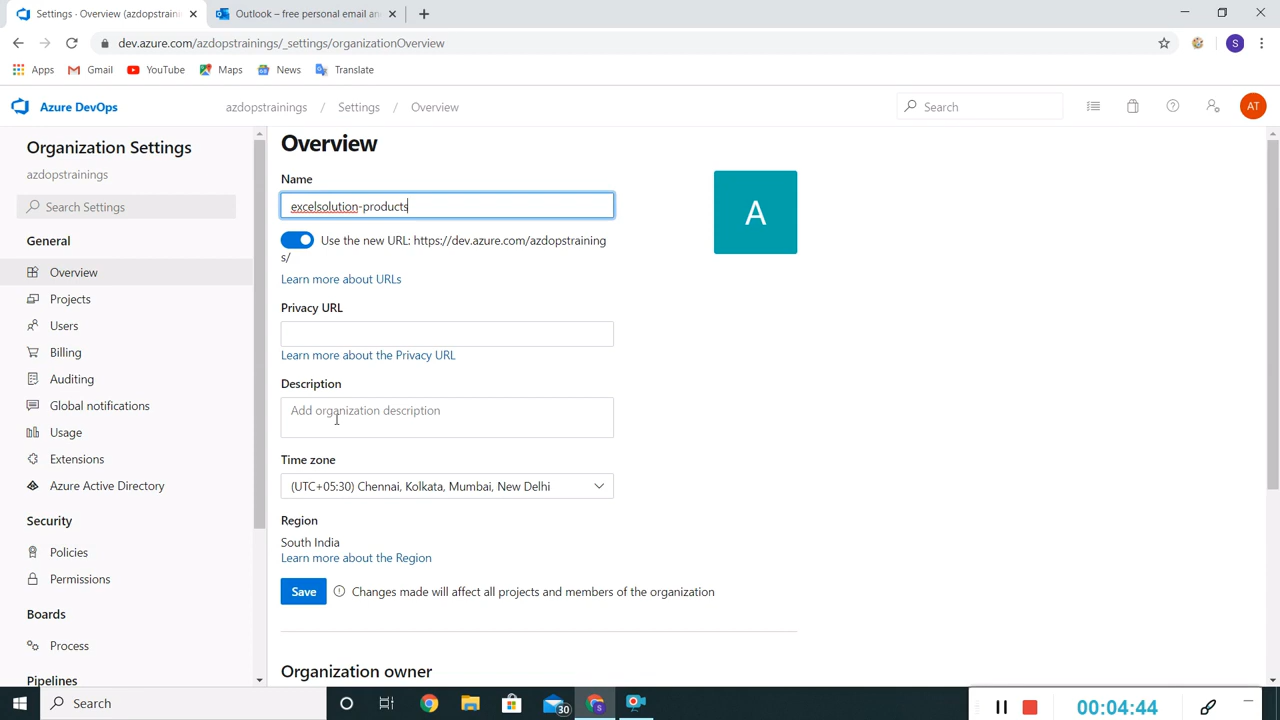 Settings - Overview (azdopstrainin
Outlook – free personal email an
dev.azure.com/azdopstrainings/_settings/organizationOverview
S
Apps
Gmail
YouTube
Maps
News
Translate
Azure DevOps
azdopstrainings / Settings / Overview
Search
AT
Organization Settings
azdopstrainings
Search Settings
General
Overview
Projects
Users
Billing
Auditing
Global notifications
Usage
Extensions
Azure Active Directory
Security
Policies
Permissions
Boards
Process
Pipelines
Overview
Name
excelsolution-products
A
Use the new URL: https://dev.azure.com/azdopstraining
s/
Learn more about URLs
Privacy URL
Learn more about the Privacy URL
Description
Add organization description
Time zone
(UTC+05:30) Chennai, Kolkata, Mumbai, New Delhi
Region
South India
Learn more about the Region
Save
Changes made will affect all projects and members of the organization
Organization owner
Search
30
S
00:04:44